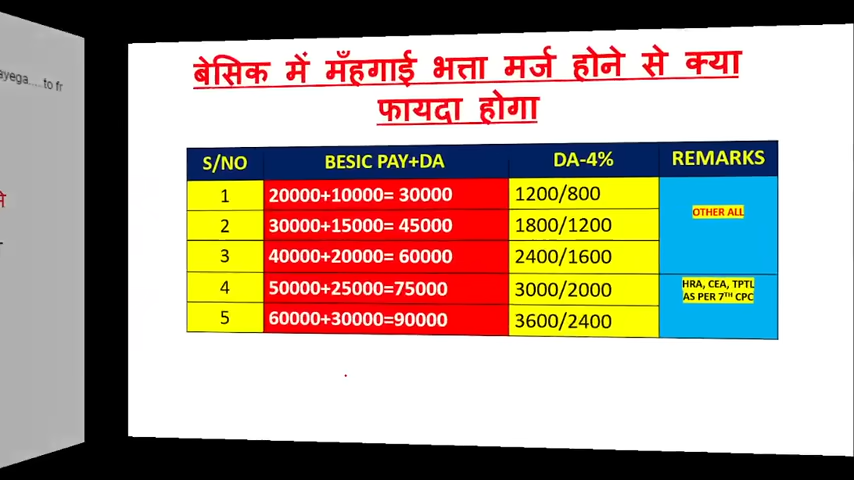 ayega.....to fr
से
बेसिक में मँहगाई भत्ता मर्ज होने से क्या
फायदा होगा
S/NO BESIC PAY+DA DA-4% REMARKS
1 20000+10000= 30000 1200/800
2 30000+15000= 45000 1800/1200
OTHER ALL
3 40000+20000= 60000 2400/1600
4 50000+25000=75000 3000/2000
HRA, CEA, TPTL
AS PER 7TH CPC
5 60000+30000=90000 3600/2400